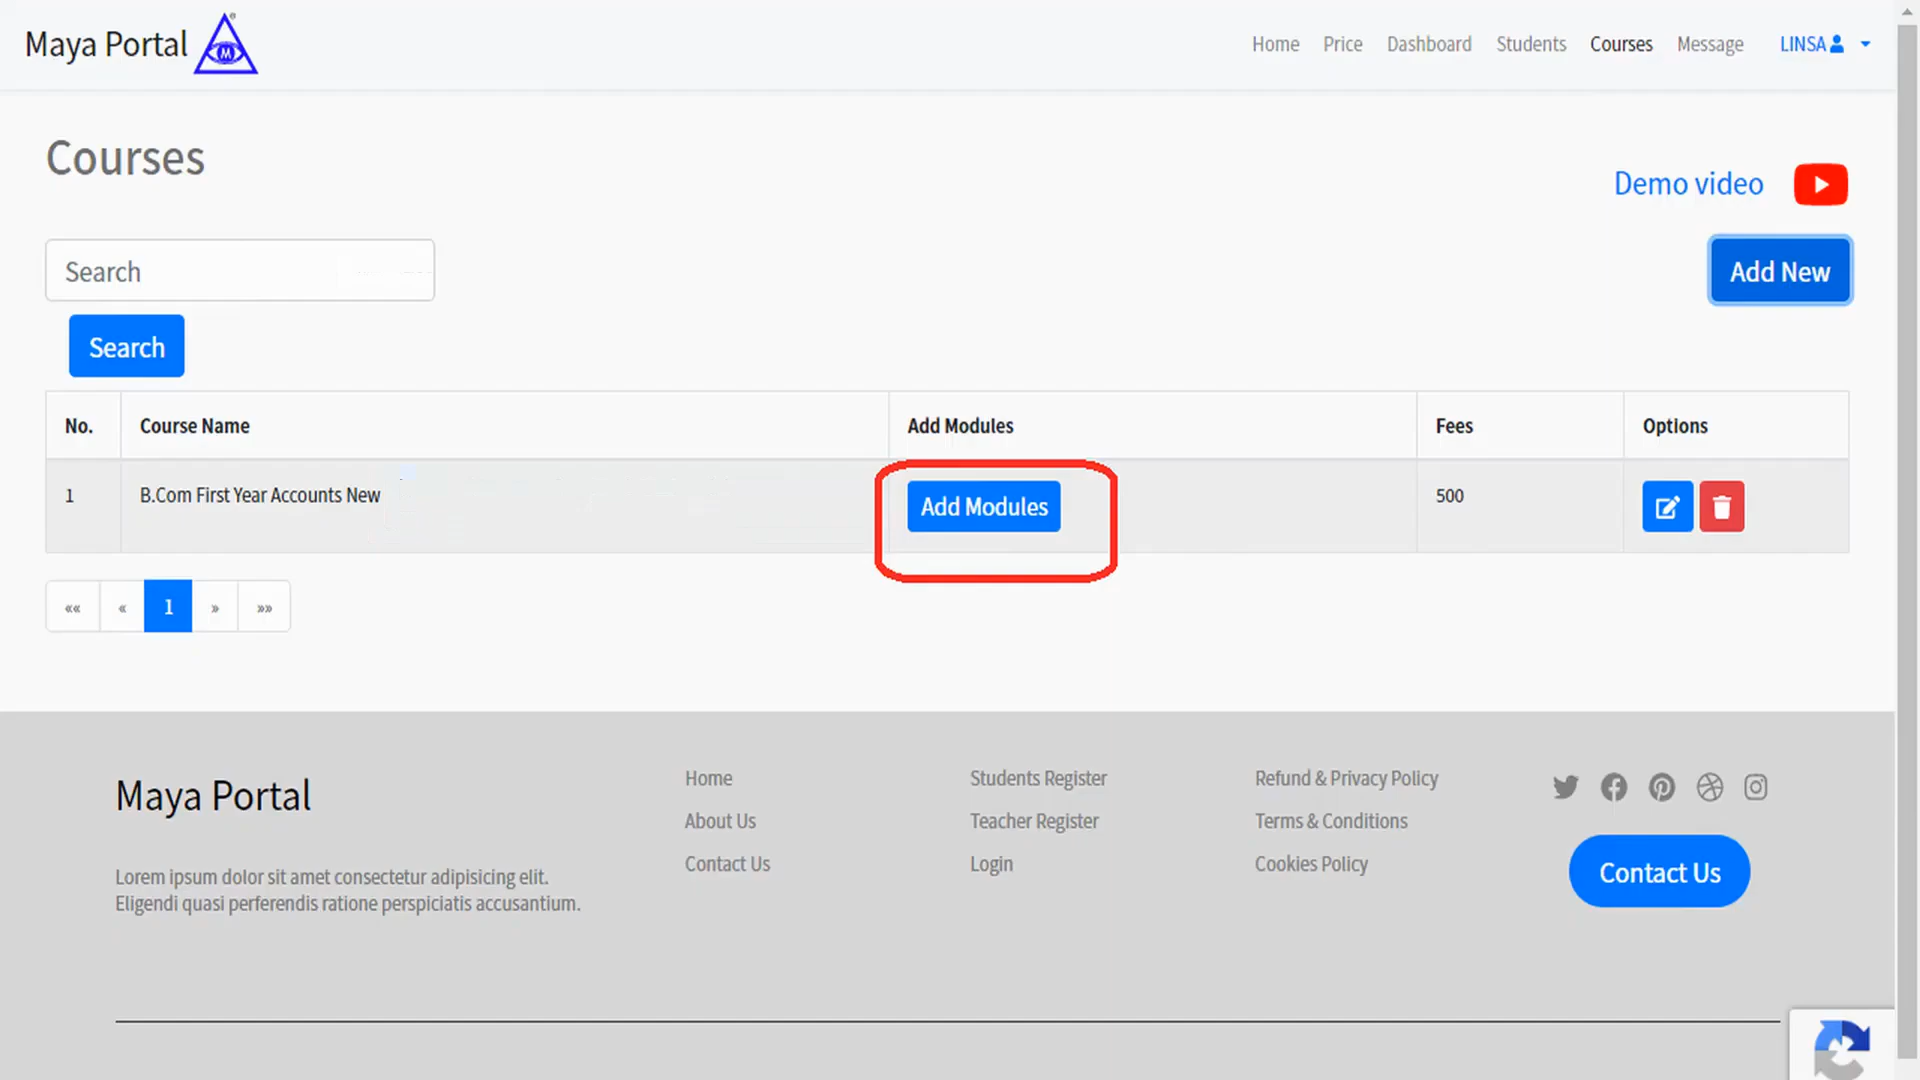 Maya Portal
M
Home Price Dashboard Students Courses Message LINSA
Courses
Demo video
Search
Add New
Search
No. Course Name Add Modules Fees Options
1 B.Com First Year Accounts New Add Modules 500
«« « 1 » »»
Maya Portal
Lorem ipsum dolor sit amet consectetur adipisicing elit.
Eligendi quasi perferendis ratione perspiciatis accusantium.
Home
About Us
Contact Us
Students Register
Teacher Register
Login
Refund & Privacy Policy
Terms & Conditions
Cookies Policy
Contact Us